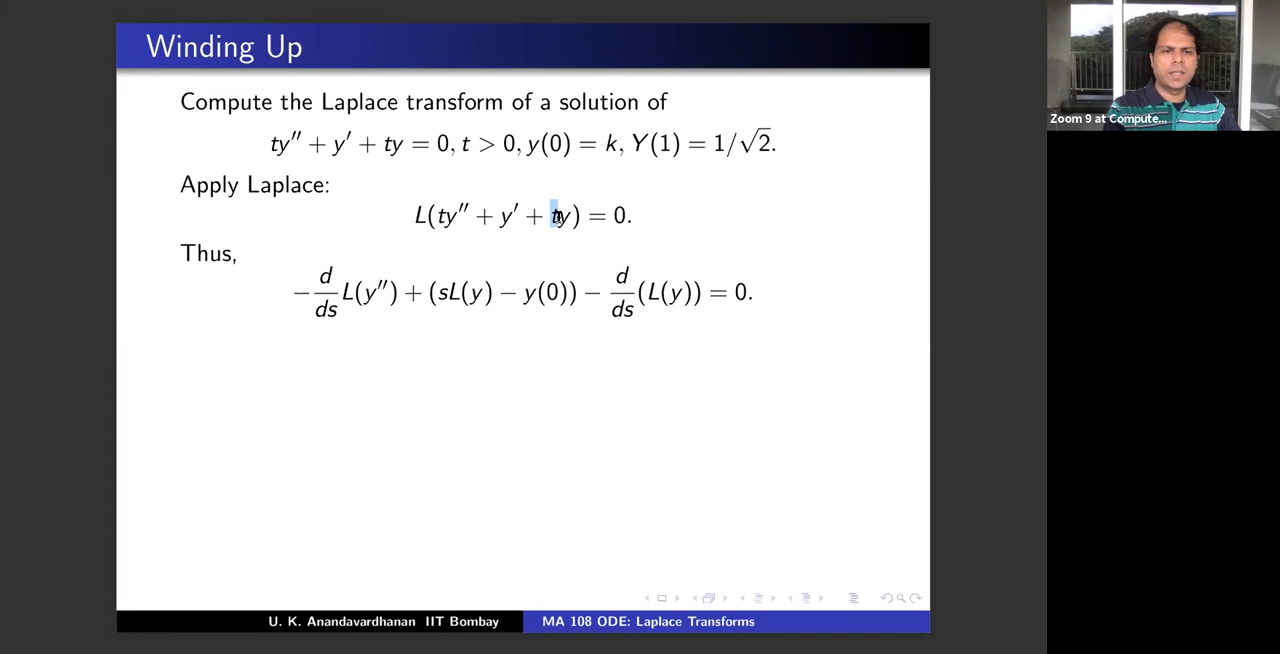 Winding Up
Compute the Laplace transform of a solution of
ty″ + y′ + ty = 0, t > 0, y(0) = k, Y(1) = 1/√2.
Apply Laplace:
L(ty″ + y′ + ty) = 0.
Thus,
− d/ds L(y″) + (sL(y) − y(0)) − d/ds (L(y)) = 0.
U. K. Anandavardhanan IIT Bombay
MA 108 ODE: Laplace Transforms
Zoom 9 at Compute...